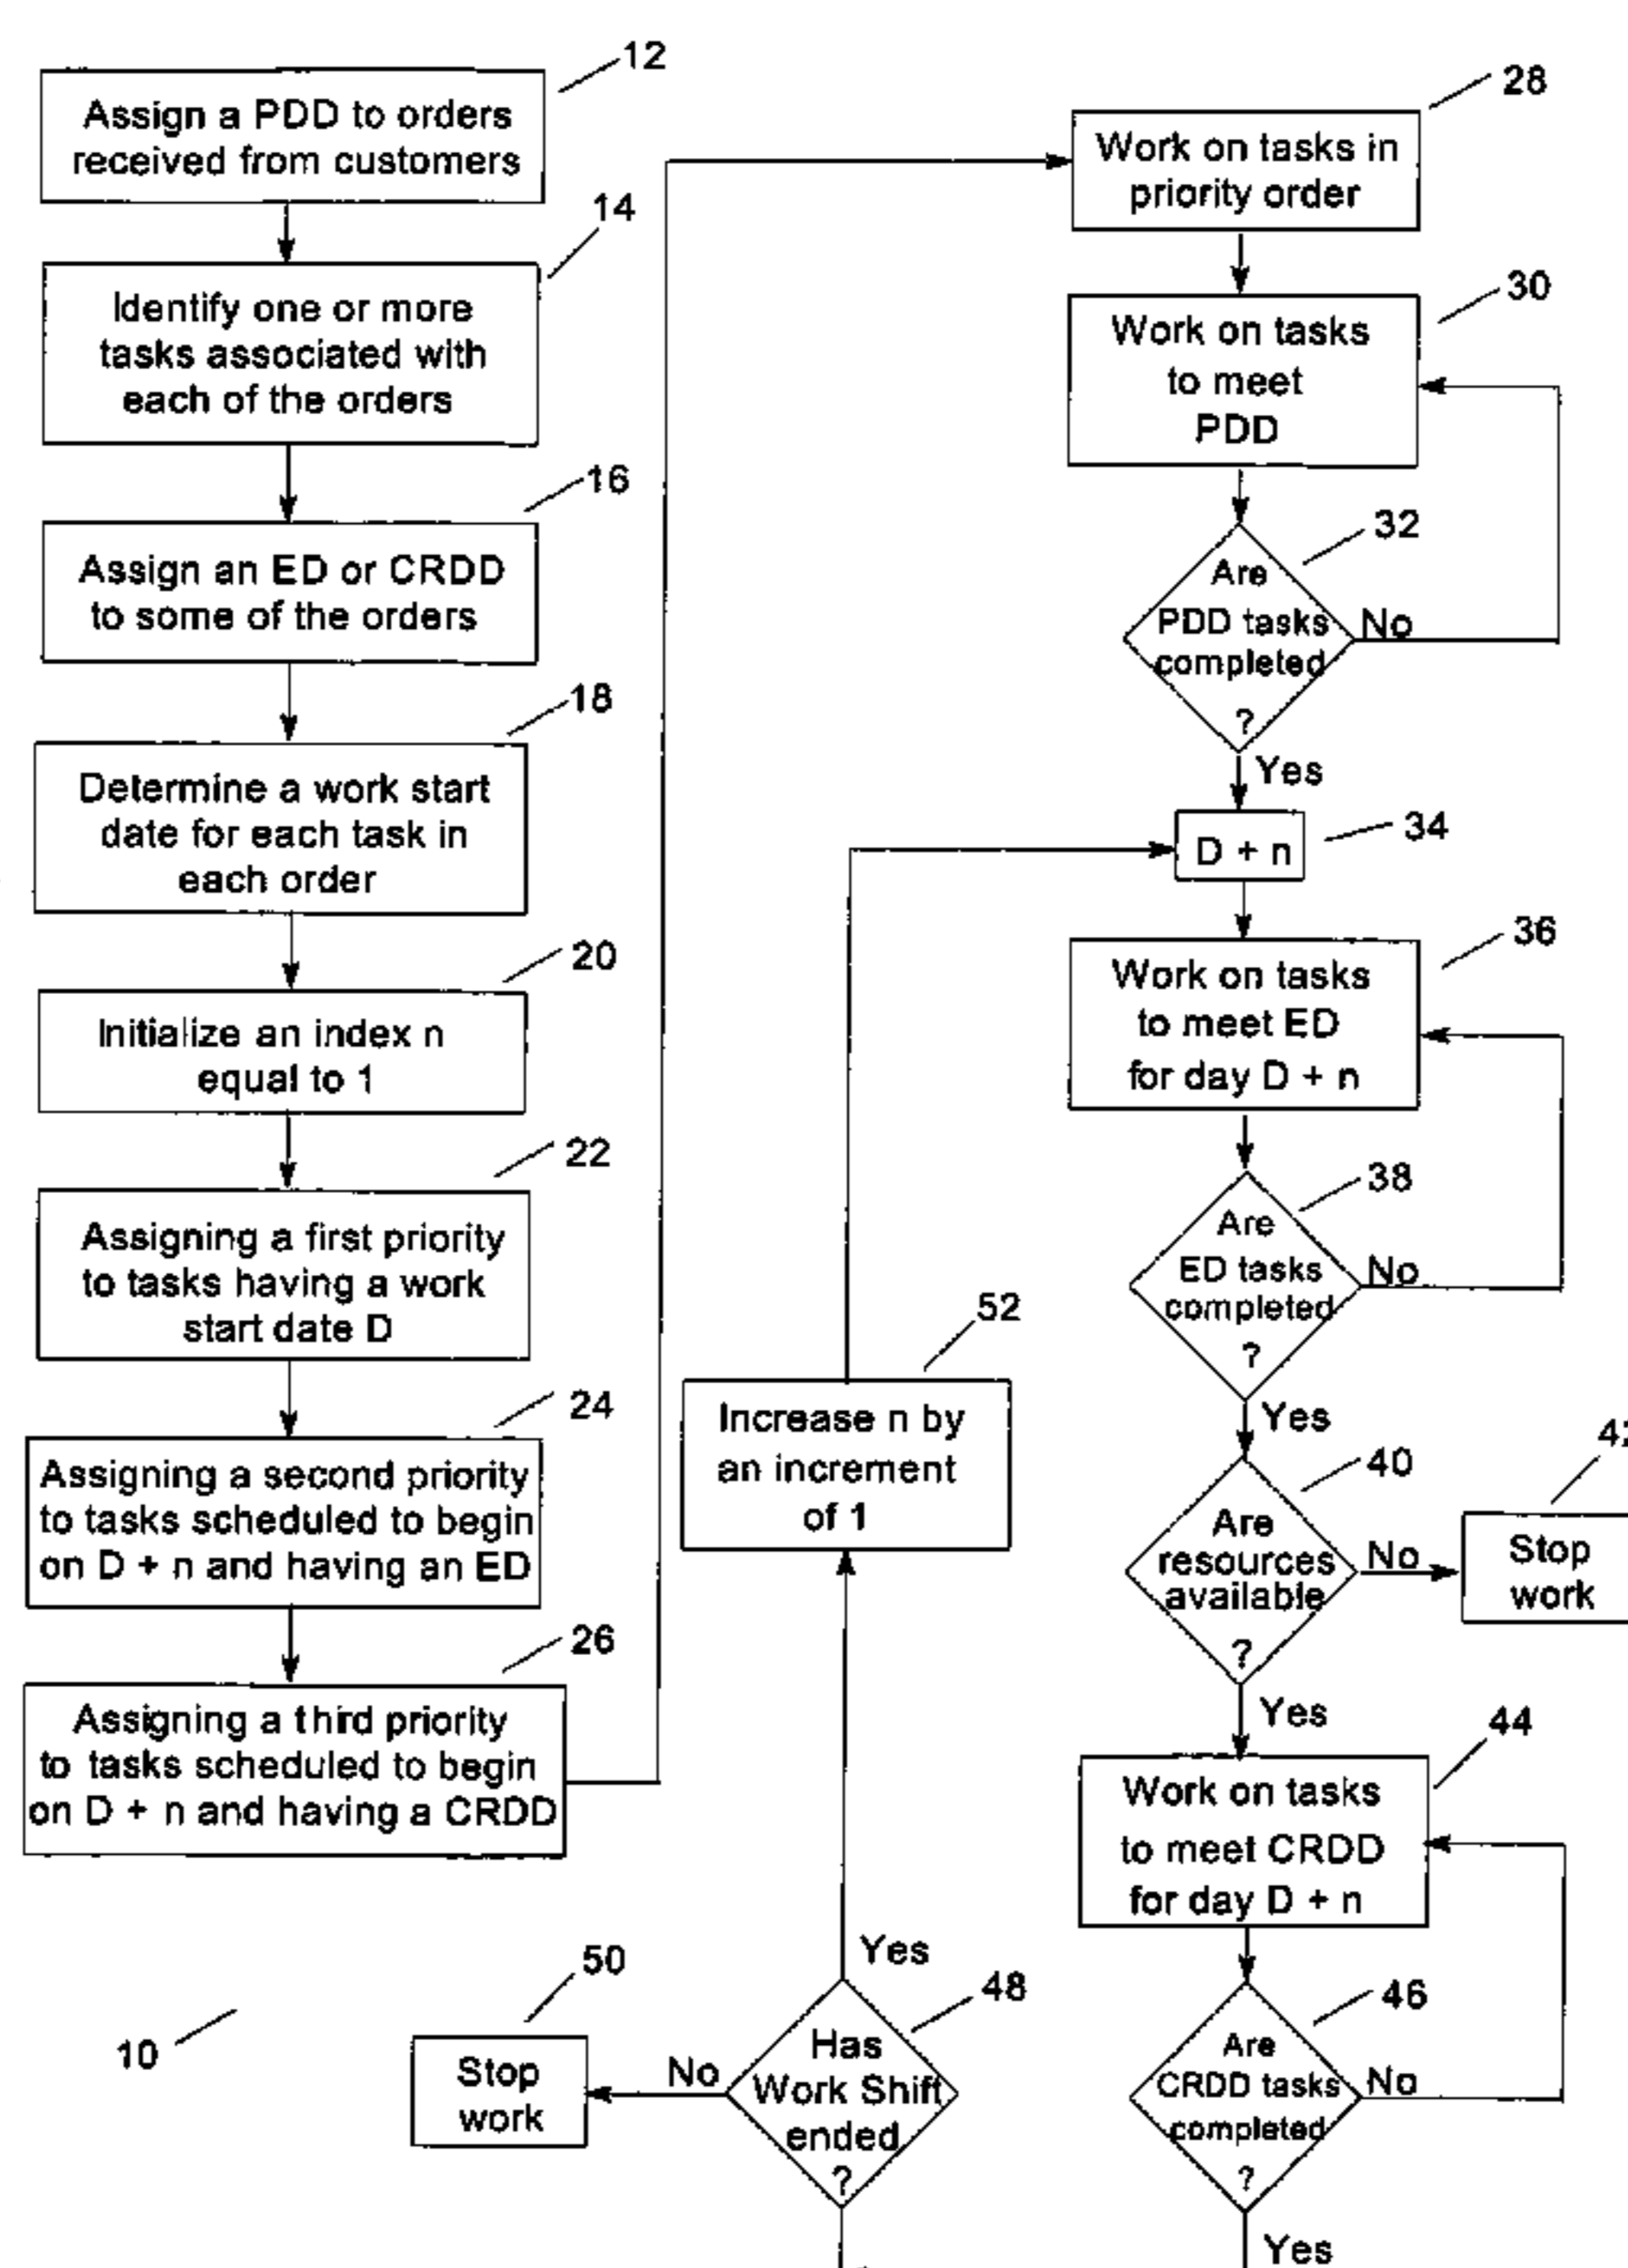 12
Assign a PDD to orders
received from customers
14
Identify one or more
tasks associated with
each of the orders
16
Assign an ED or CRDD
to some of the orders
18
Determine a work start
date for each task in
each order
20
Initialize an index n
equal to 1
22
Assigning a first priority
to tasks having a work
start date D
24
Assigning a second priority
to tasks scheduled to begin
on D + n and having an ED
26
Assigning a third priority
to tasks scheduled to begin
on D + n and having a CRDD
28
Work on tasks in
priority order
30
Work on tasks
to meet
PDD
32
Are
PDD tasks
completed
?
No
Yes
34
D + n
36
Work on tasks
to meet ED
for day D + n
38
Are
ED tasks
completed
?
No
Yes
40
Are
resources
available
?
No
Stop
work
Yes
44
Work on tasks
to meet CRDD
for day D + n
46
Are
CRDD tasks
completed
?
No
Yes
48
Has
Work Shift
ended
?
No
50
Stop
work
Yes
52
Increase n by
an increment
of 1
10